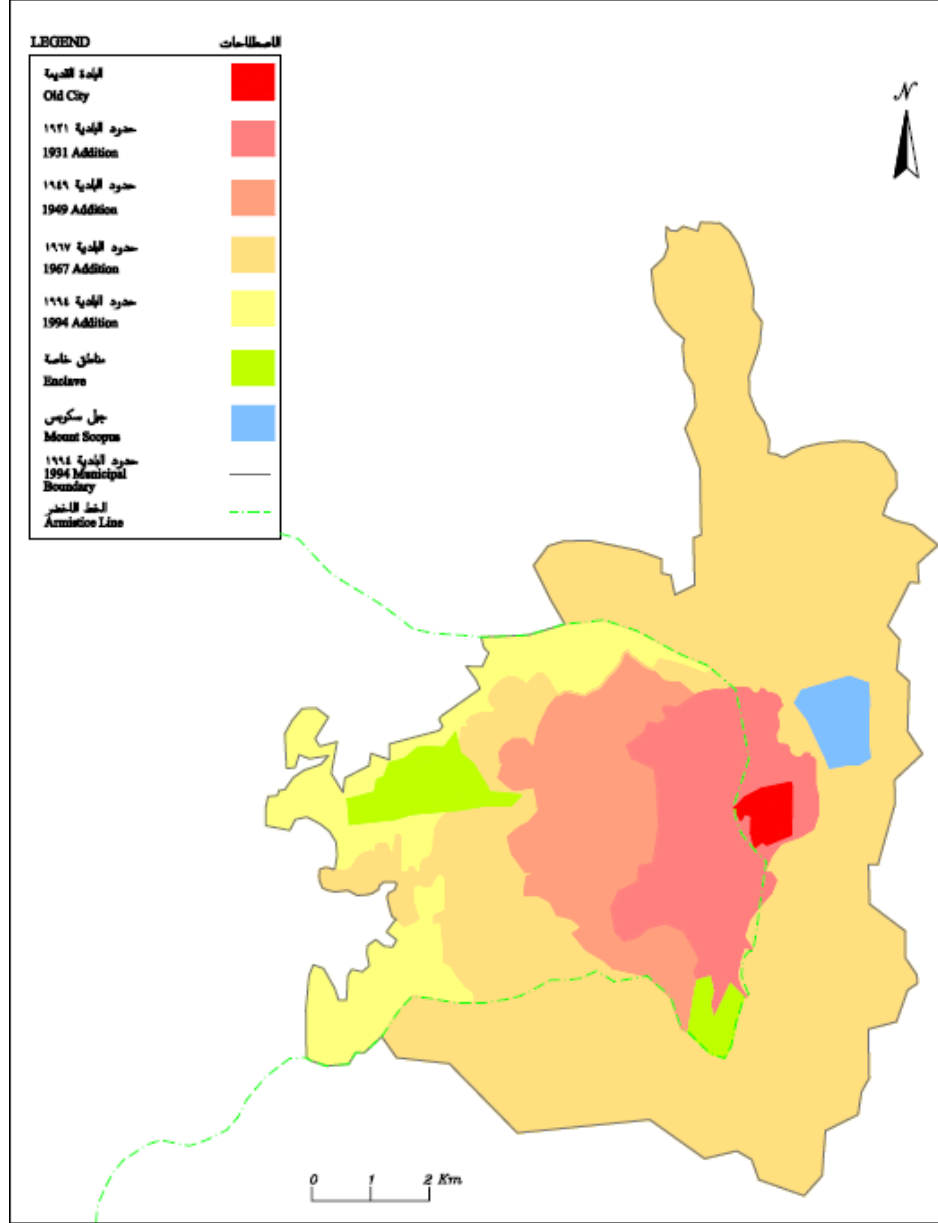 LEGEND الاصطلاحات
البلدة القديمة
Old City
حدود البلدية ١٩٣١
1931 Addition
حدود البلدية ١٩٤٩
1949 Addition
حدود البلدية ١٩٦٧
1967 Addition
حدود البلدية ١٩٩٤
1994 Addition
مناطق خاصة
Enclave
جبل سكوبس
Mount Scopus
حدود البلدية ١٩٩٤
1994 Municipal
Boundary
الخط الاخضر
Armistice Line
N
0 1 2 Km